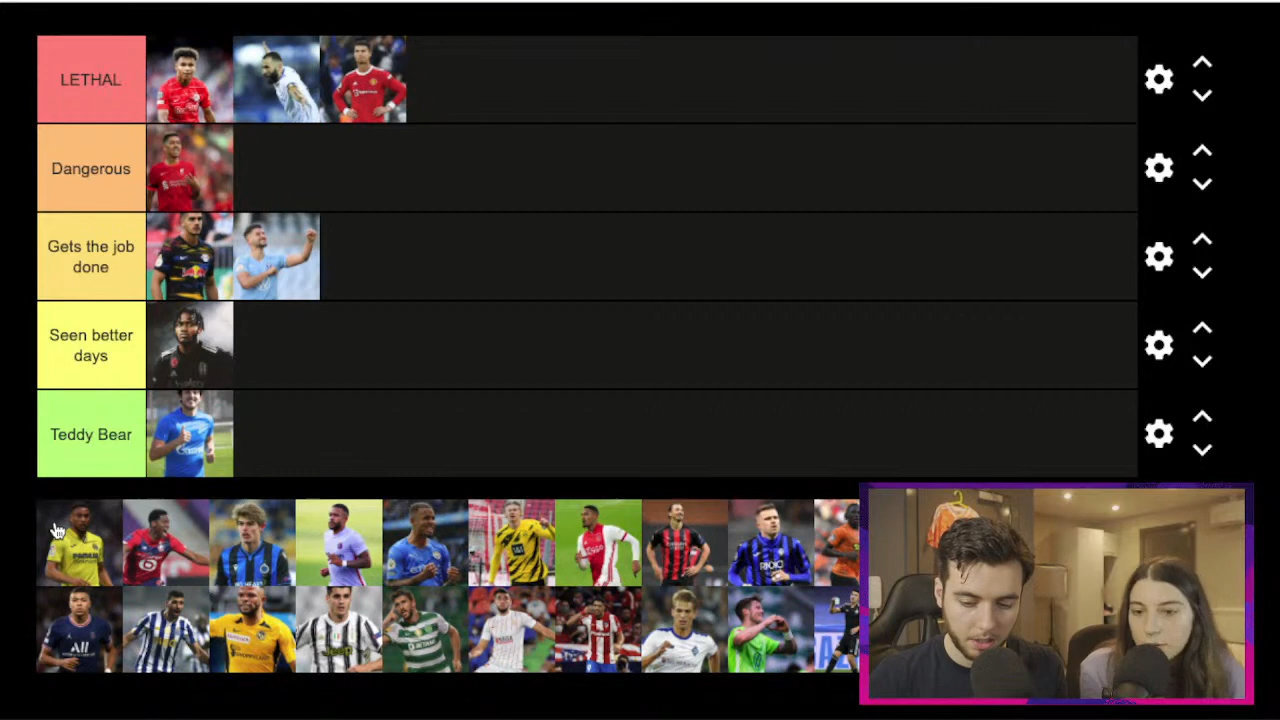 LETHAL
Dangerous
Gets the job
done
Seen better
days
Teddy Bear